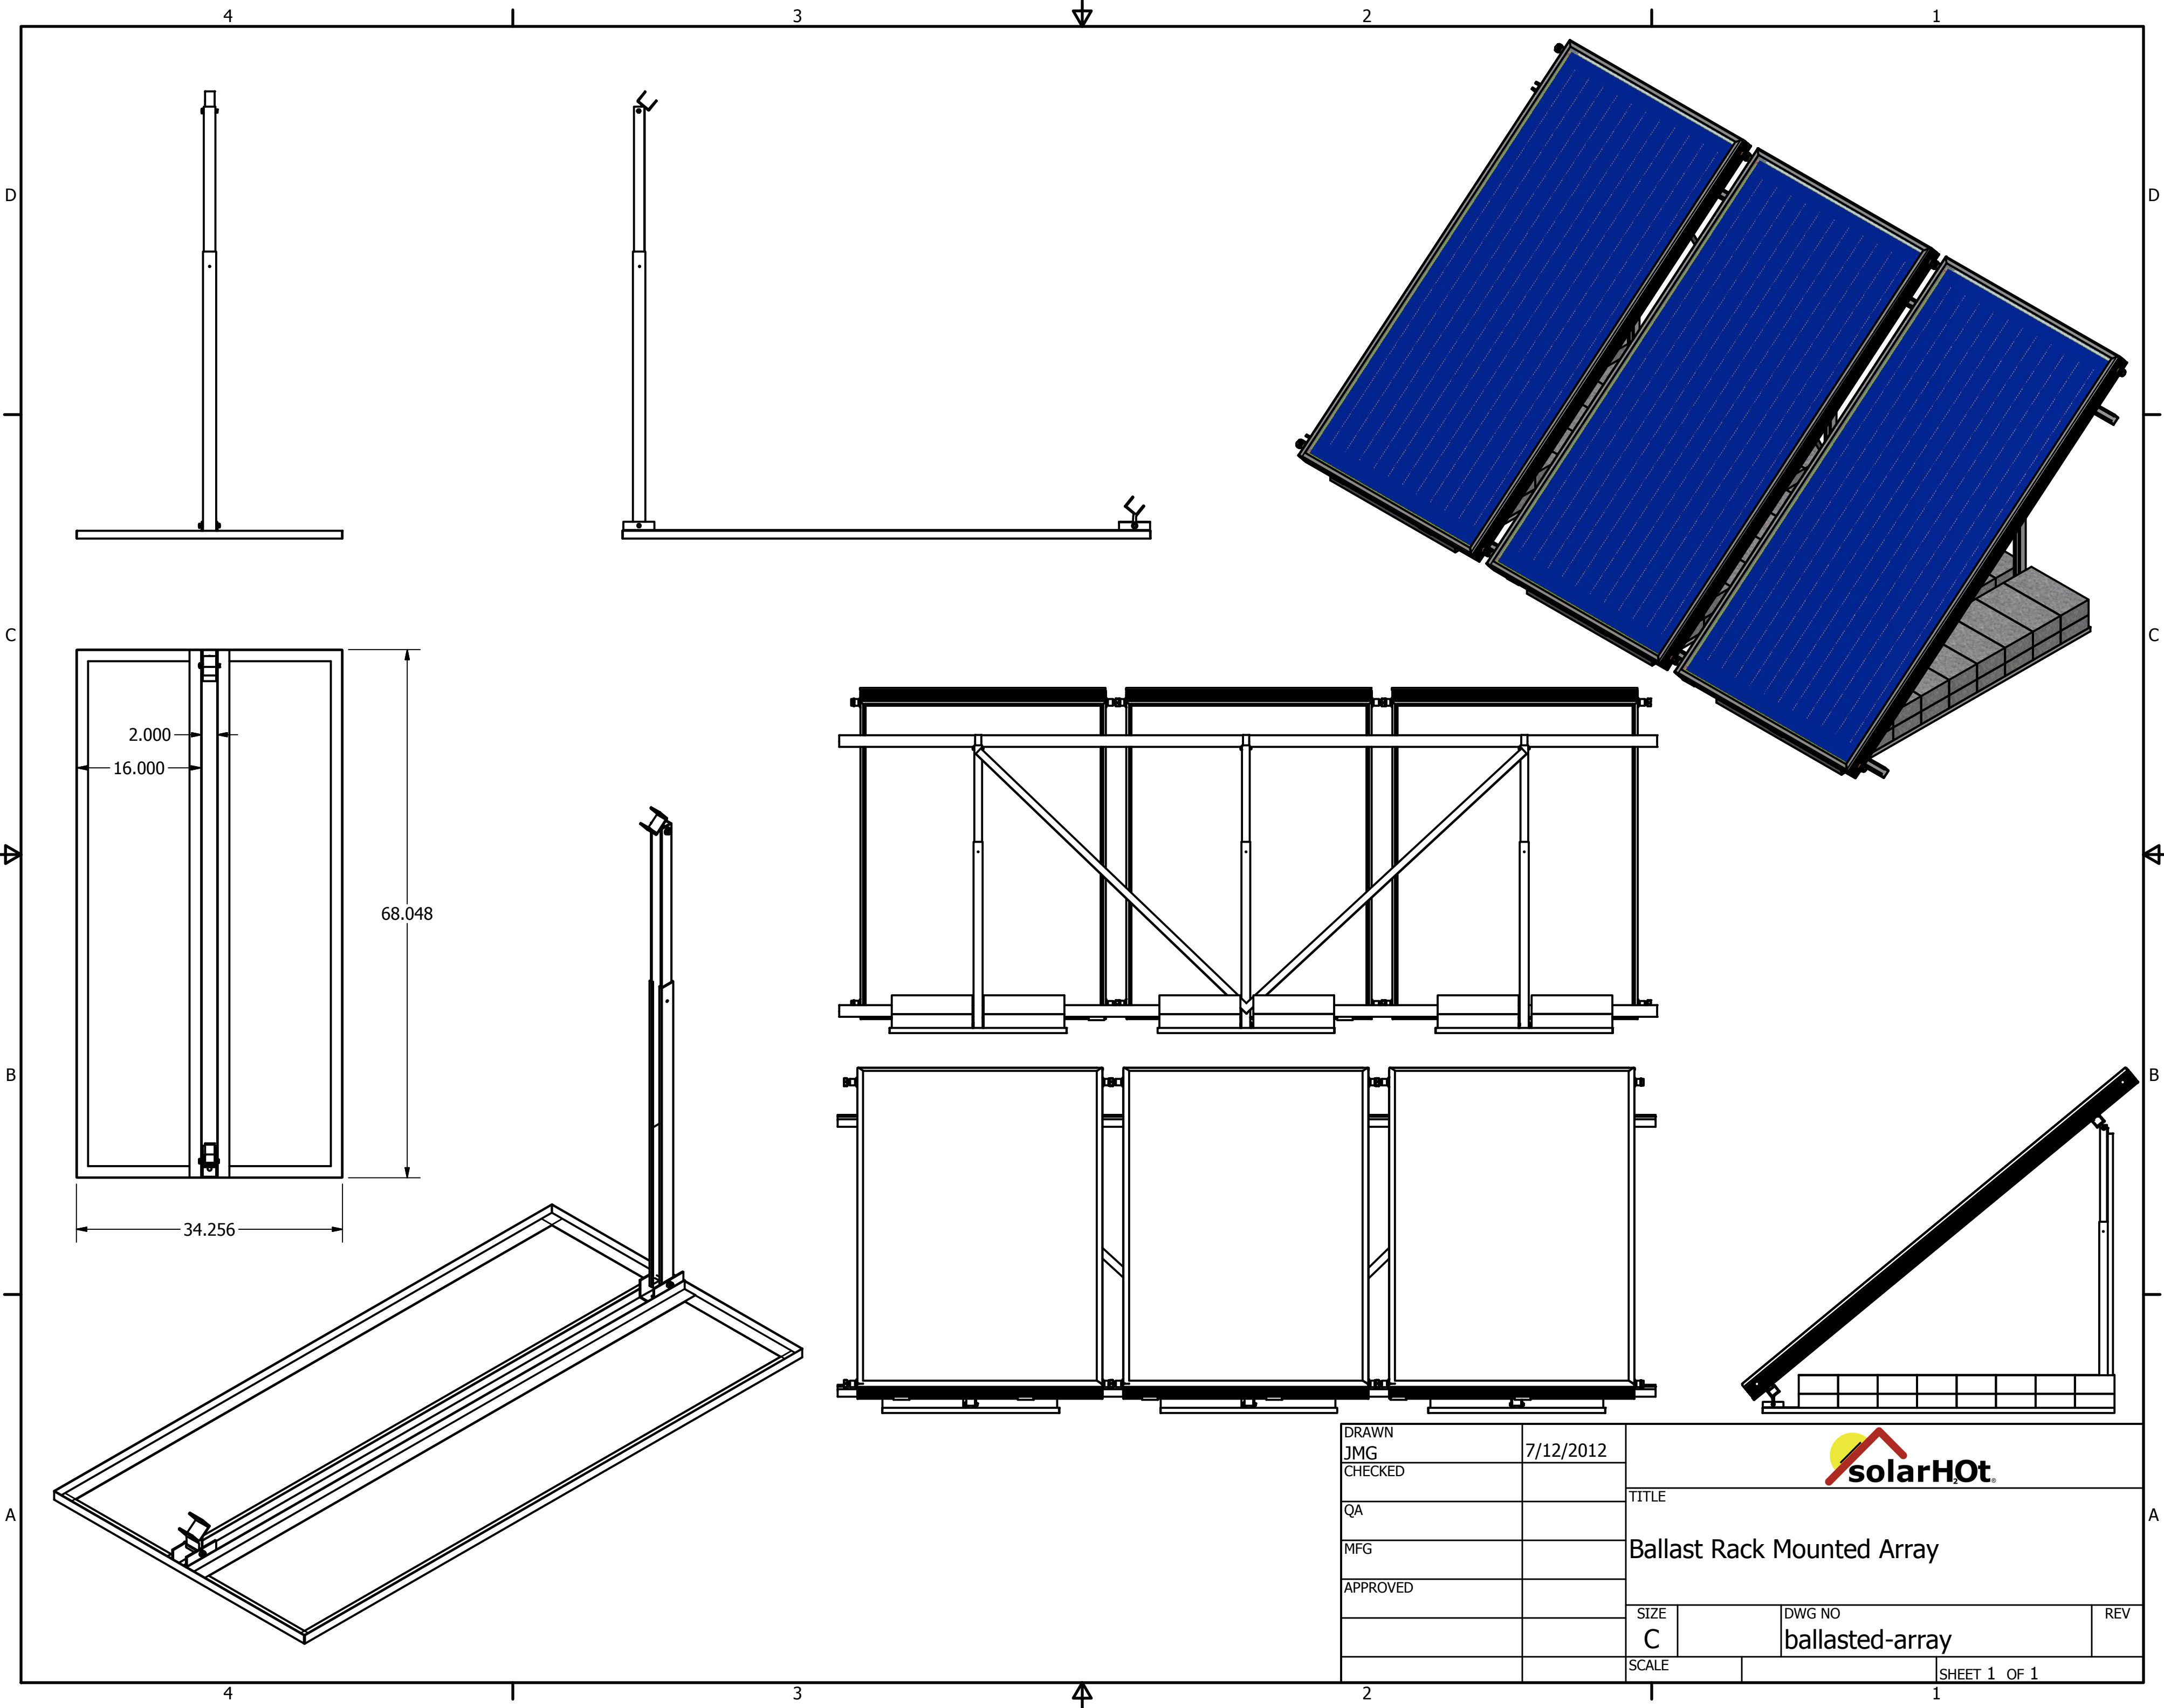 4 3 2 1
D D
C C
B B
A A
2.000
16.000
68.048
34.256
DRAWN
JMG 7/12/2012
CHECKED
QA
MFG
APPROVED
solarH2Ot®
TITLE
Ballast Rack Mounted Array
SIZE
C
DWG NO
ballasted-array
REV
SCALE
SHEET 1 OF 1
4 3 2 1